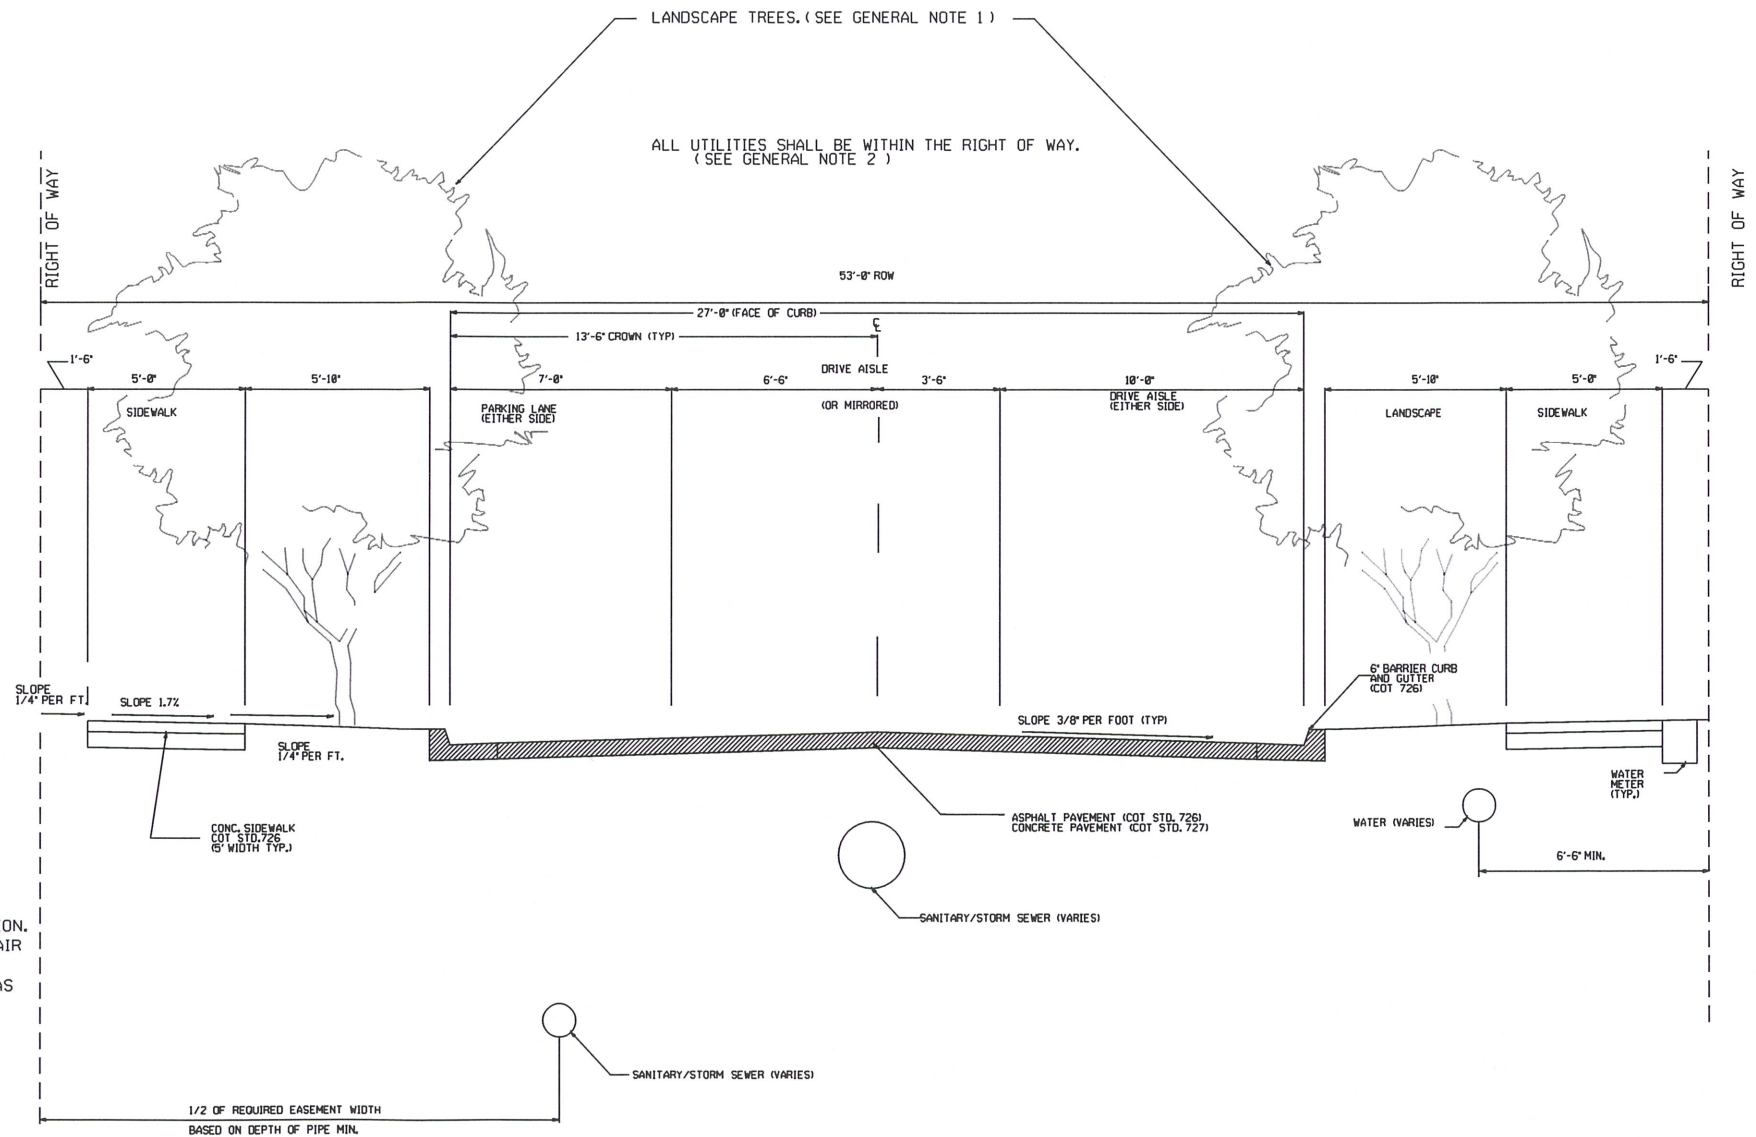 LANDSCAPE TREES. (SEE GENERAL NOTE 1)
ALL UTILITIES SHALL BE WITHIN THE RIGHT OF WAY.
(SEE GENERAL NOTE 2)
RIGHT OF WAY
RIGHT OF WAY
53'-0" ROW
27'-0" (FACE OF CURB)
13'-6" CROWN (TYP)
℄
1'-6"
5'-0"
5'-10"
7'-0"
6'-6"
DRIVE AISLE
3'-6"
10'-0"
5'-10"
5'-0"
1'-6"
SIDEWALK
PARKING LANE
(EITHER SIDE)
(OR MIRRORED)
DRIVE AISLE
(EITHER SIDE)
LANDSCAPE
SIDEWALK
6" BARRIER CURB
AND GUTTER
(COT 726)
SLOPE
1/4" PER FT.
SLOPE 1.7%
SLOPE
1/4" PER FT.
SLOPE 3/8" PER FOOT (TYP)
WATER
METER
(TYP.)
CONC. SIDEWALK
COT STD. 726
(5' WIDTH TYP.)
ASPHALT PAVEMENT (COT STD. 726)
CONCRETE PAVEMENT (COT STD. 727)
WATER (VARIES)
6'-6" MIN.
SANITARY/STORM SEWER (VARIES)
ION.
AIR
AS
SANITARY/STORM SEWER (VARIES)
1/2 OF REQUIRED EASEMENT WIDTH
BASED ON DEPTH OF PIPE MIN.